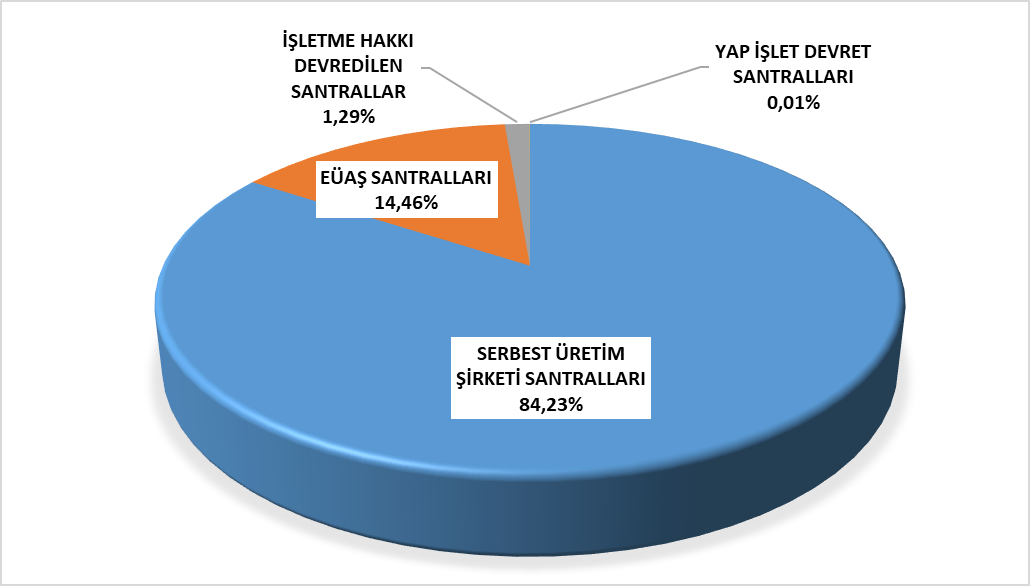 İŞLETME HAKKI
DEVREDİLEN
SANTRALLAR
1,29%
YAP İŞLET DEVRET
SANTRALLARI
0,01%
EÜAŞ SANTRALLARI
14,46%
SERBEST ÜRETİM
ŞİRKETİ SANTRALLARI
84,23%